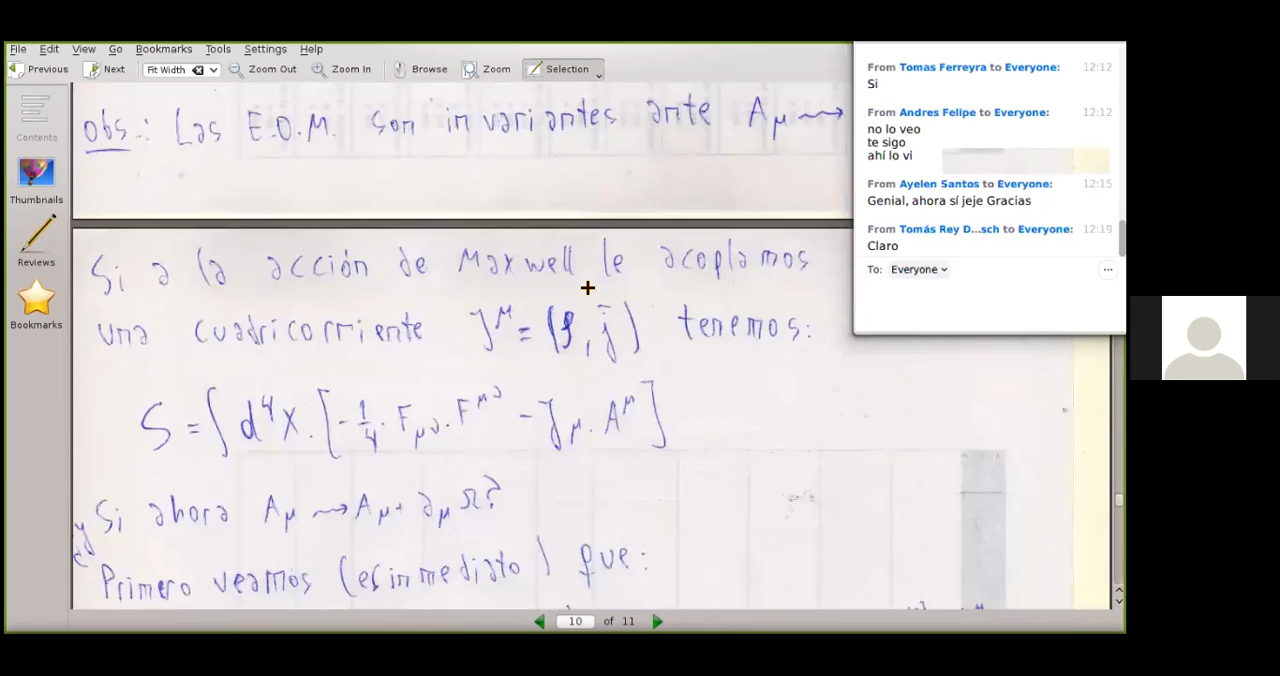 File Edit View Go Bookmarks Tools Settings Help
Previous Next Fit Width Zoom Out Zoom In Browse Zoom Selection
Contents
Thumbnails
Reviews
Bookmarks
obs.: Las E.O.M. son invariantes ante Aμ⇝
Si a la acción de Maxwell le acoplamos
una cuadricorriente J^μ = (ρ, j̄) tenemos:
S = ∫ d⁴x . [-1/4 . F_μν . F^μν - J_μ . A^μ]
y Si ahora Aμ ⇝ Aμ + ∂μ Ω?
Primero veamos (es inmediato) que:
10 of 11
From Tomas Ferreyra to Everyone: 12:12
Si
From Andres Felipe to Everyone: 12:12
no lo veo
te sigo
ahí lo vi
From Ayelen Santos to Everyone: 12:15
Genial, ahora sí jeje Gracias
From Tomás Rey D...sch to Everyone: 12:19
Claro
To: Everyone